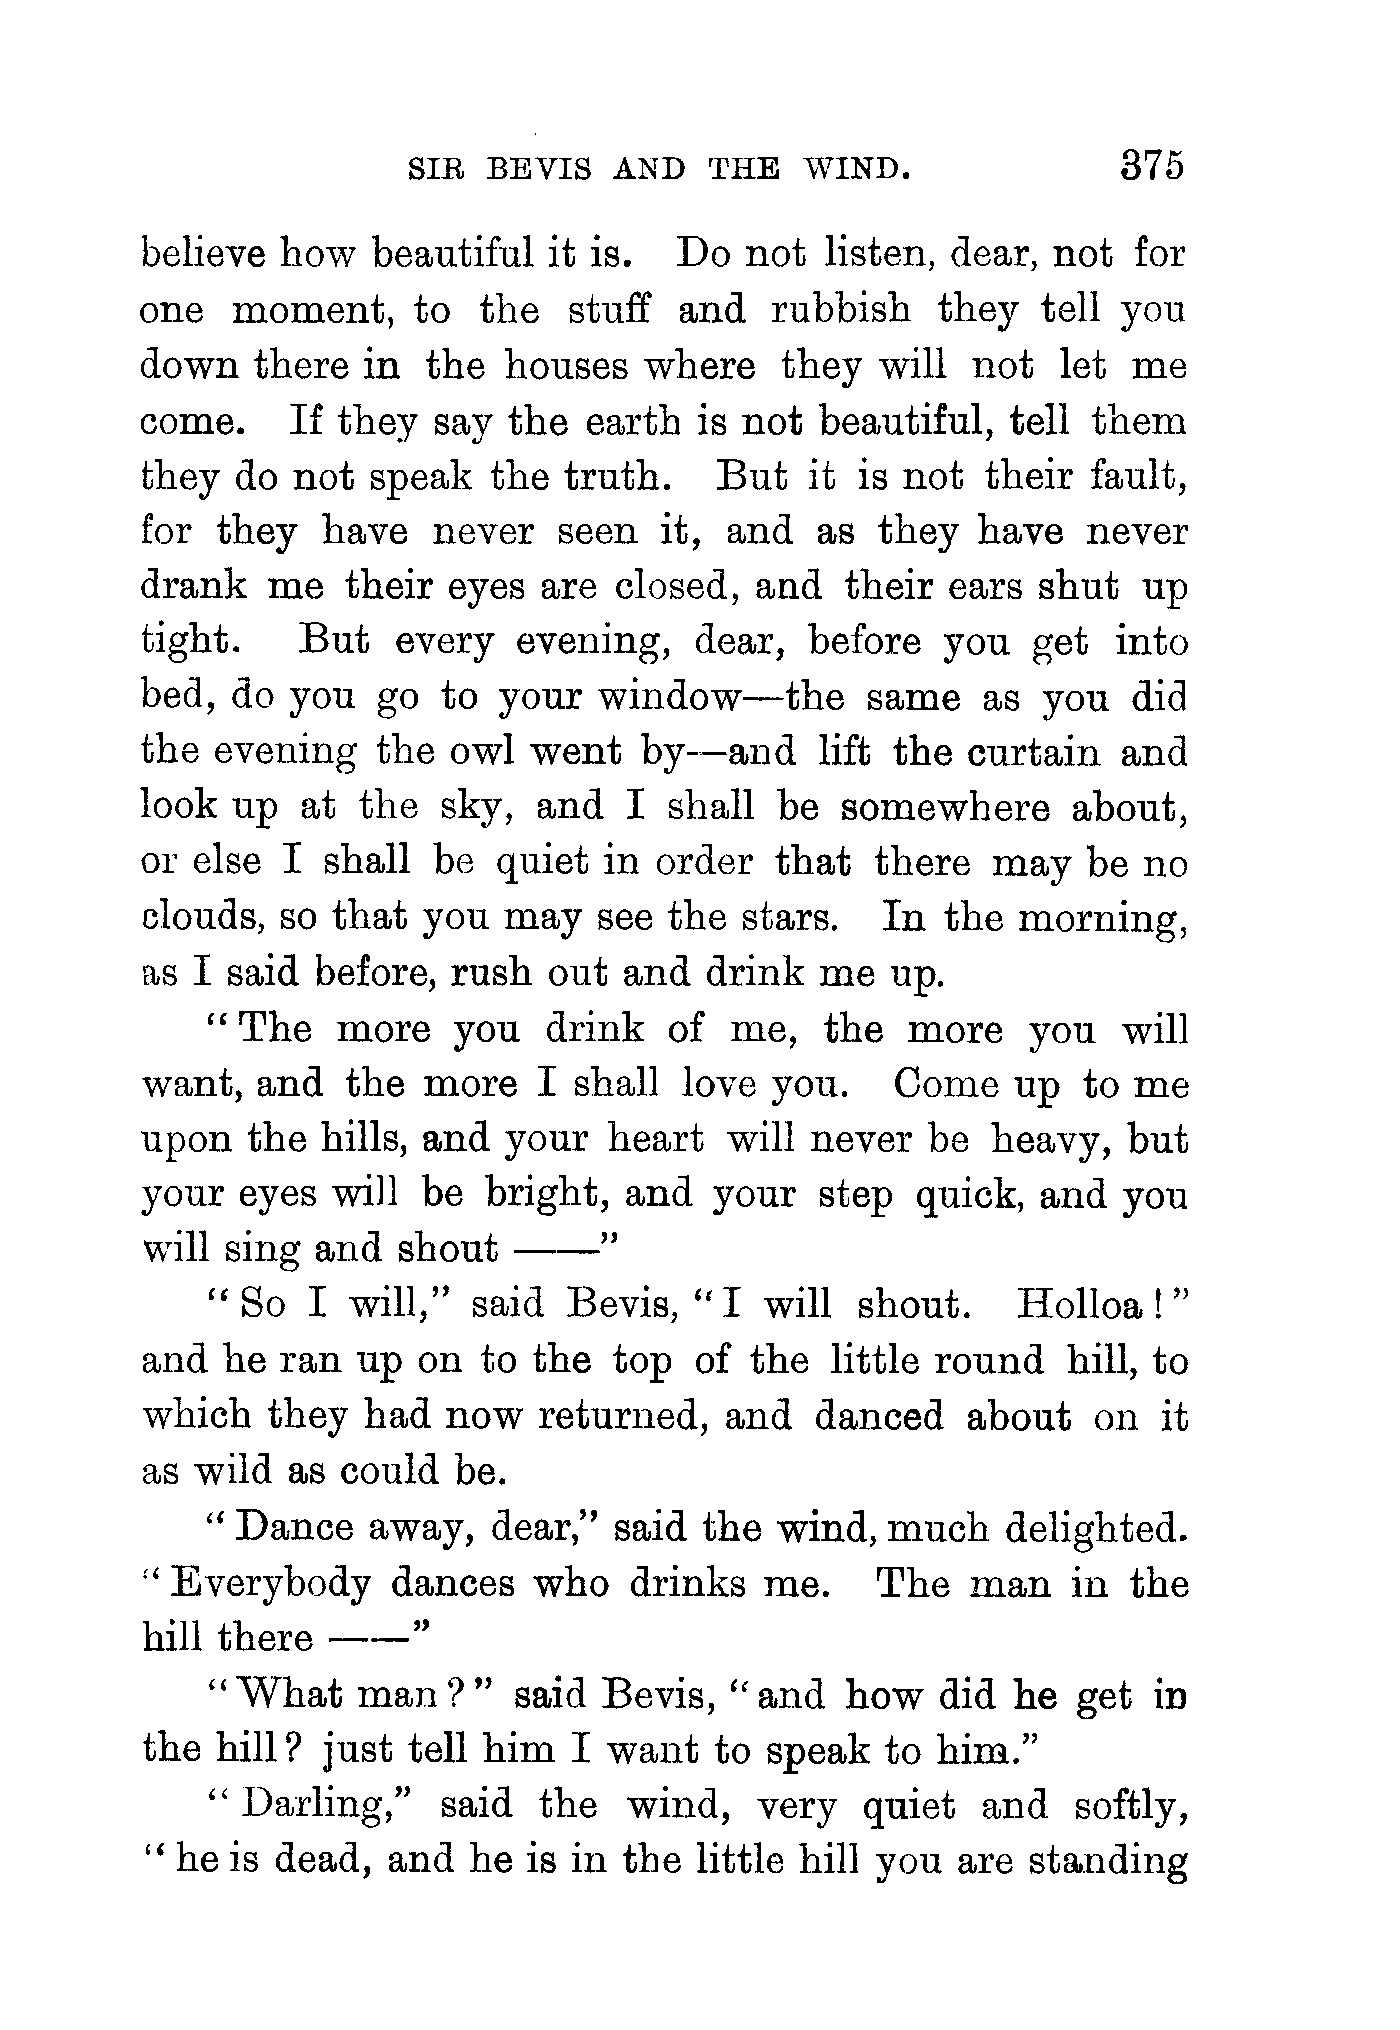 SIR BEVIS AND THE WIND. 375
believe how beautiful it is. Do not listen, dear, not for
one moment, to the stuff and rubbish they tell you
down there in the houses where they will not let me
come. If they say the earth is not beautiful, tell them
they do not speak the truth. But it is not their fault,
for they have never seen it, and as they have never
drank me their eyes are closed, and their ears shut up
tight. But every evening, dear, before you get into
bed, do you go to your window—the same as you did
the evening the owl went by—and lift the curtain and
look up at the sky, and I shall be somewhere about,
or else I shall be quiet in order that there may be no
clouds, so that you may see the stars. In the morning,
as I said before, rush out and drink me up.
“The more you drink of me, the more you will
want, and the more I shall love you. Come up to me
upon the hills, and your heart will never be heavy, but
your eyes will be bright, and your step quick, and you
will sing and shout ——”
“So I will,” said Bevis, “I will shout. Holloa!”
and he ran up on to the top of the little round hill, to
which they had now returned, and danced about on it
as wild as could be.
“Dance away, dear,” said the wind, much delighted.
“Everybody dances who drinks me. The man in the
hill there ——”
“What man?” said Bevis, “and how did he get in
the hill? just tell him I want to speak to him.”
“Darling,” said the wind, very quiet and softly,
“he is dead, and he is in the little hill you are standing